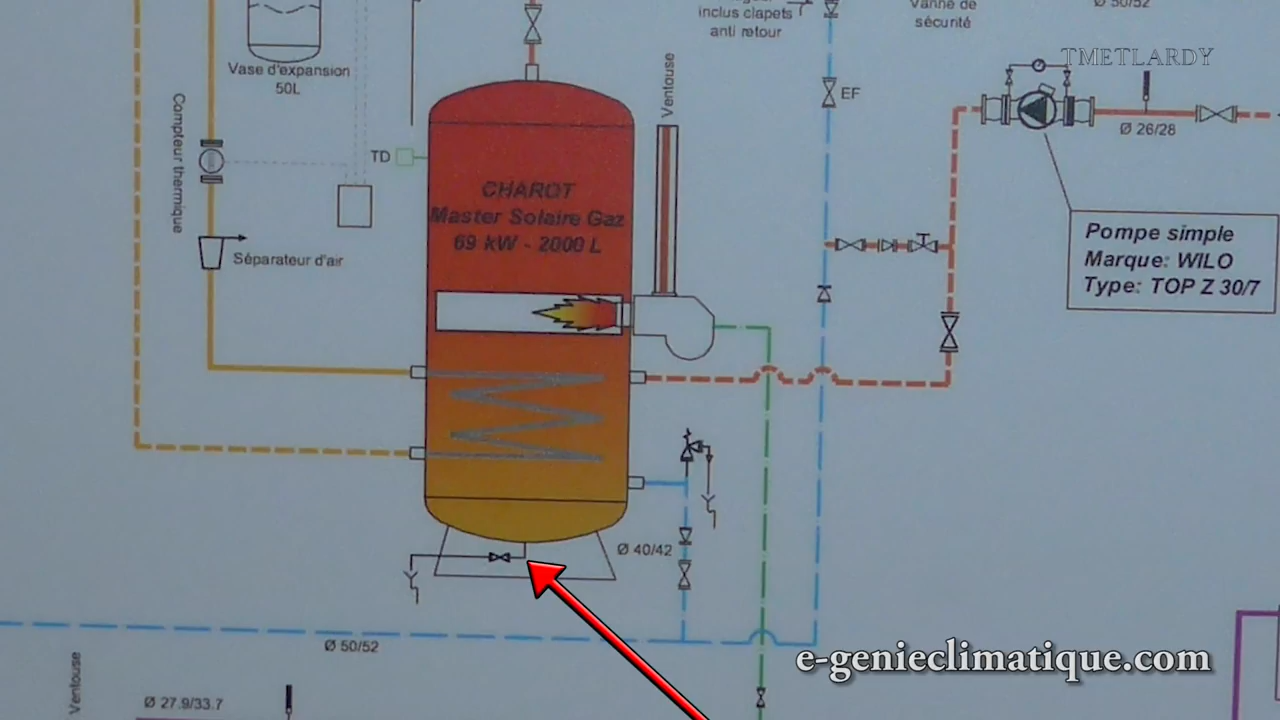 inclus clapets
anti retour
Vanne de
sécurité
Ø 50/52
TMETLARDY
Vase d'expansion
50L
Ventouse
EF
Compteur thermique
TD
Ø 26/28
CHAROT
Master Solaire Gaz
69 kW - 2000 L
Pompe simple
Marque: WILO
Type: TOP Z 30/7
Séparateur d'air
Ø 40/42
Ø 50/52
e-genieclimatique.com
Ventouse
Ø 27.9/33.7